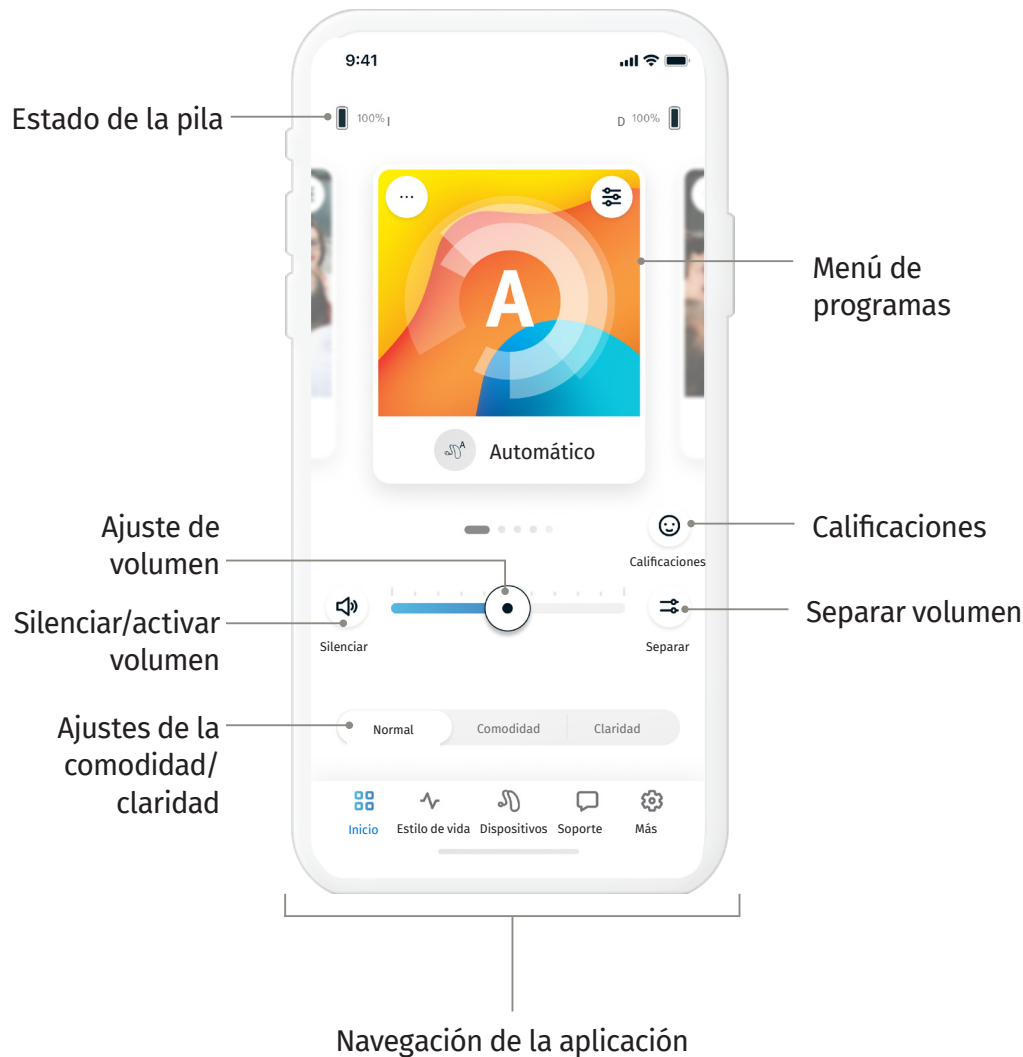 9:41
Estado de la pila
100% I
D 100%
...
A
Menú de
programas
A
Automático
Ajuste de
volumen
Calificaciones
Calificaciones
Silenciar/activar
volumen
Silenciar
Separar
Separar volumen
Ajustes de la
comodidad/
claridad
Normal
Comodidad
Claridad
Inicio
Estilo de vida
Dispositivos
Soporte
Más
Navegación de la aplicación